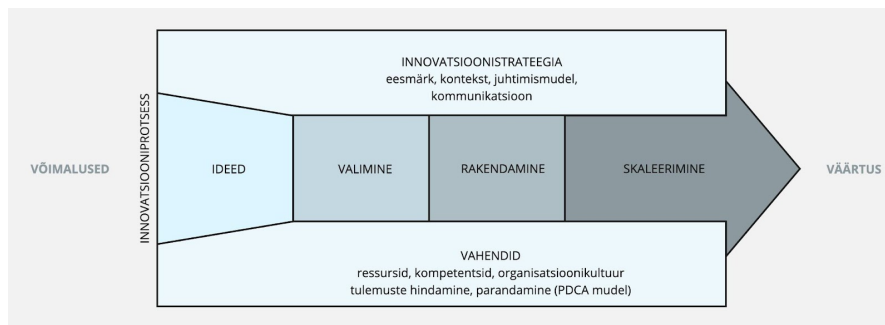 INNOVATSIOONISTRATEEGIA
eesmärk, kontekst, juhtimismudel,
kommunikatsioon
VÕIMALUSED
INNOVATSIOONIPROTSESS
IDEED
VALIMINE
RAKENDAMINE
SKALEERIMINE
VÄÄRTUS
VAHENDID
ressursid, kompetentsid, organisatsioonikultuur
tulemuste hindamine, parandamine (PDCA mudel)